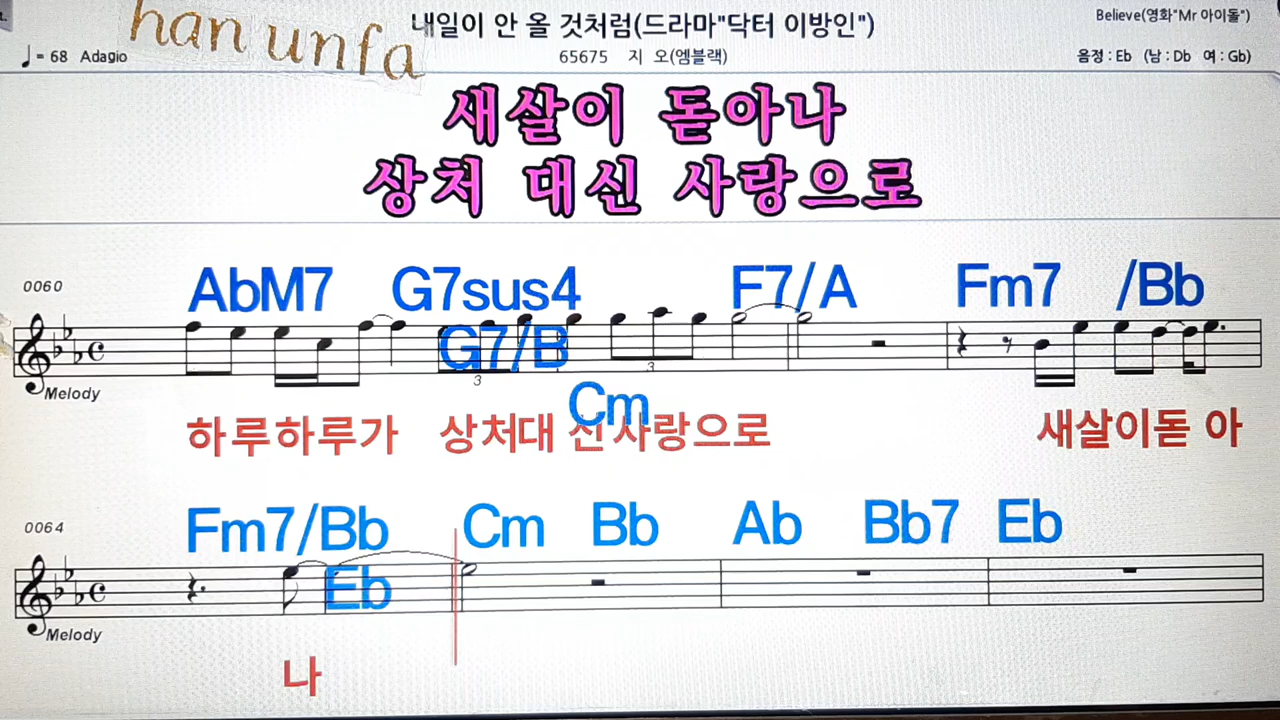 han unfa
내일이 안 올 것처럼(드라마"닥터 이방인")
Believe(영화"Mr 아이돌")
♩= 68 Adagio
65675 지 오(엠블랙)
음정 : Eb (남 : Db 여 : Gb)
새살이 돋아나
상처 대신 사랑으로
0060
AbM7 G7sus4 F7/A Fm7 /Bb
G7/B
3 3
Melody
Cm
하루하루가 상처대 신 사랑으로 새살이돋 아
0064
Fm7/Bb Cm Bb Ab Bb7 Eb
Eb
Melody
나